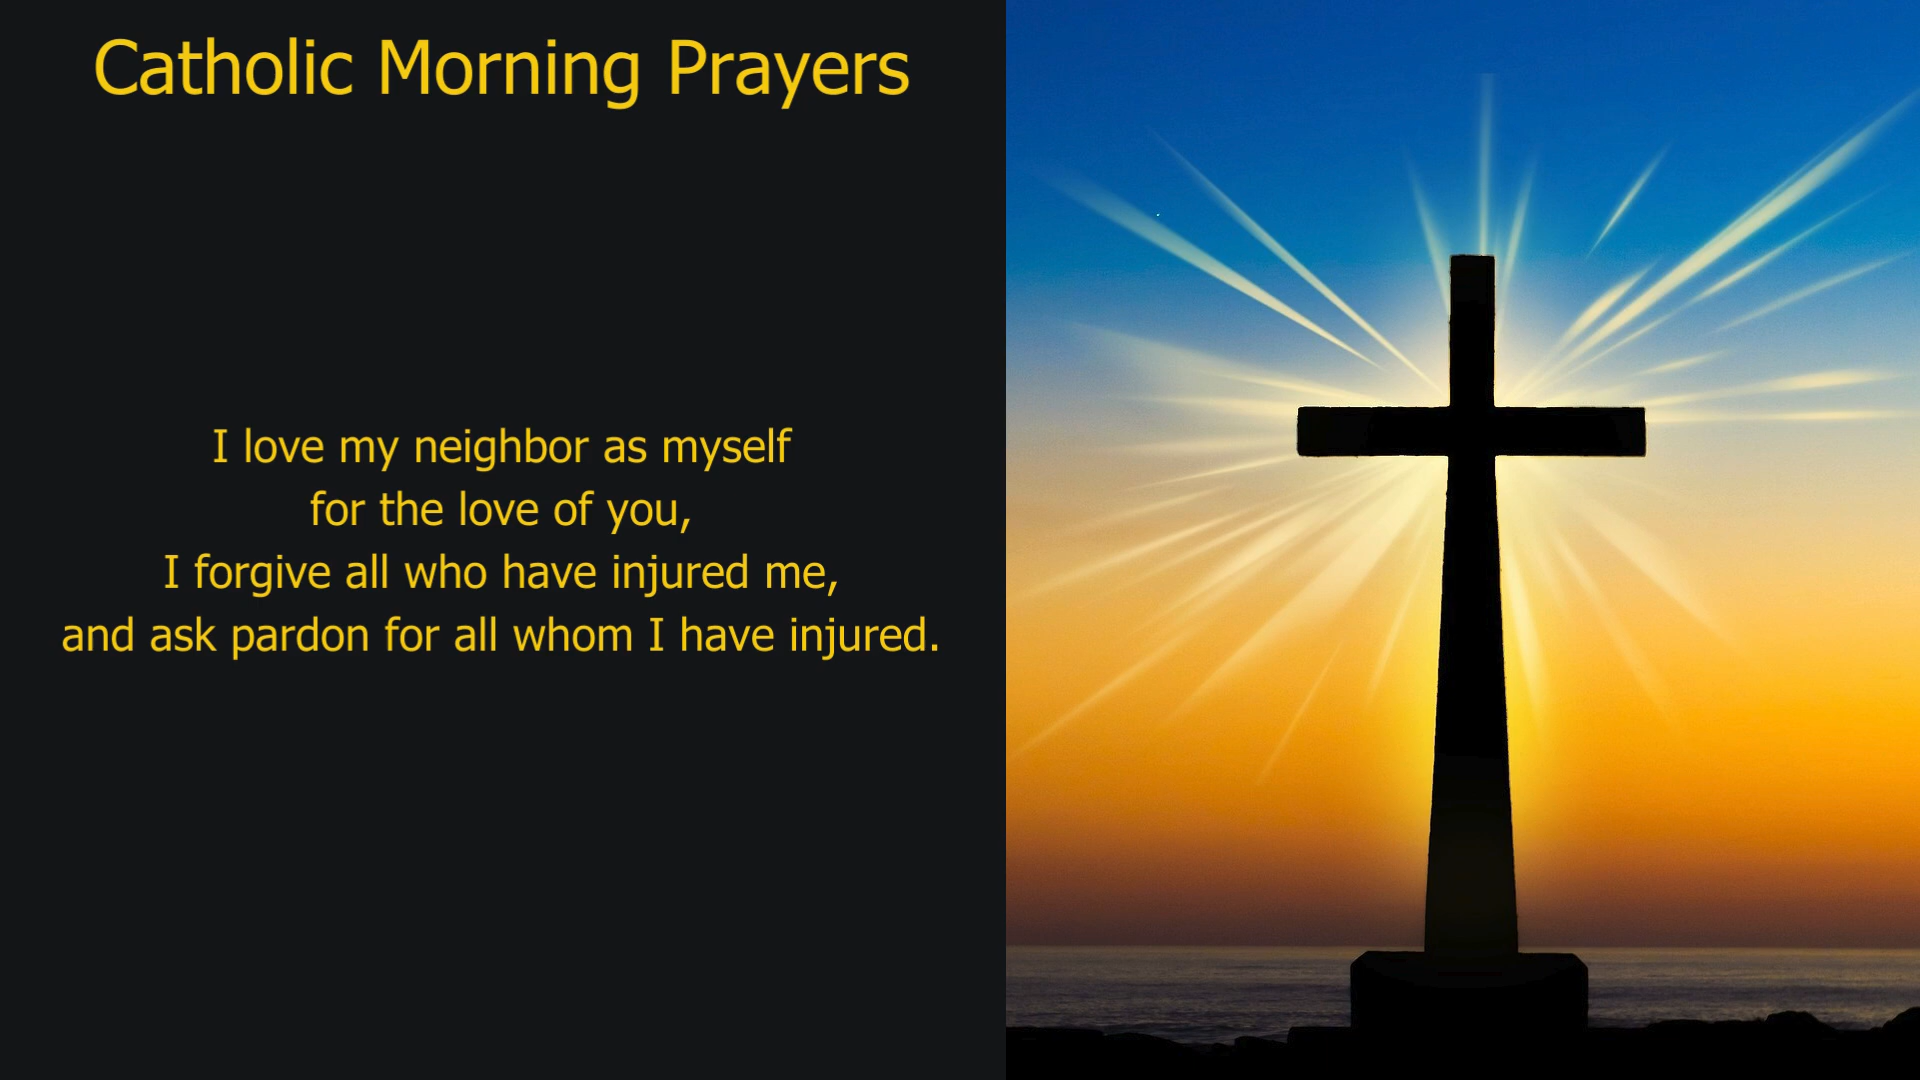 Catholic Morning Prayers
I love my neighbor as myself
for the love of you,
I forgive all who have injured me,
and ask pardon for all whom I have injured.